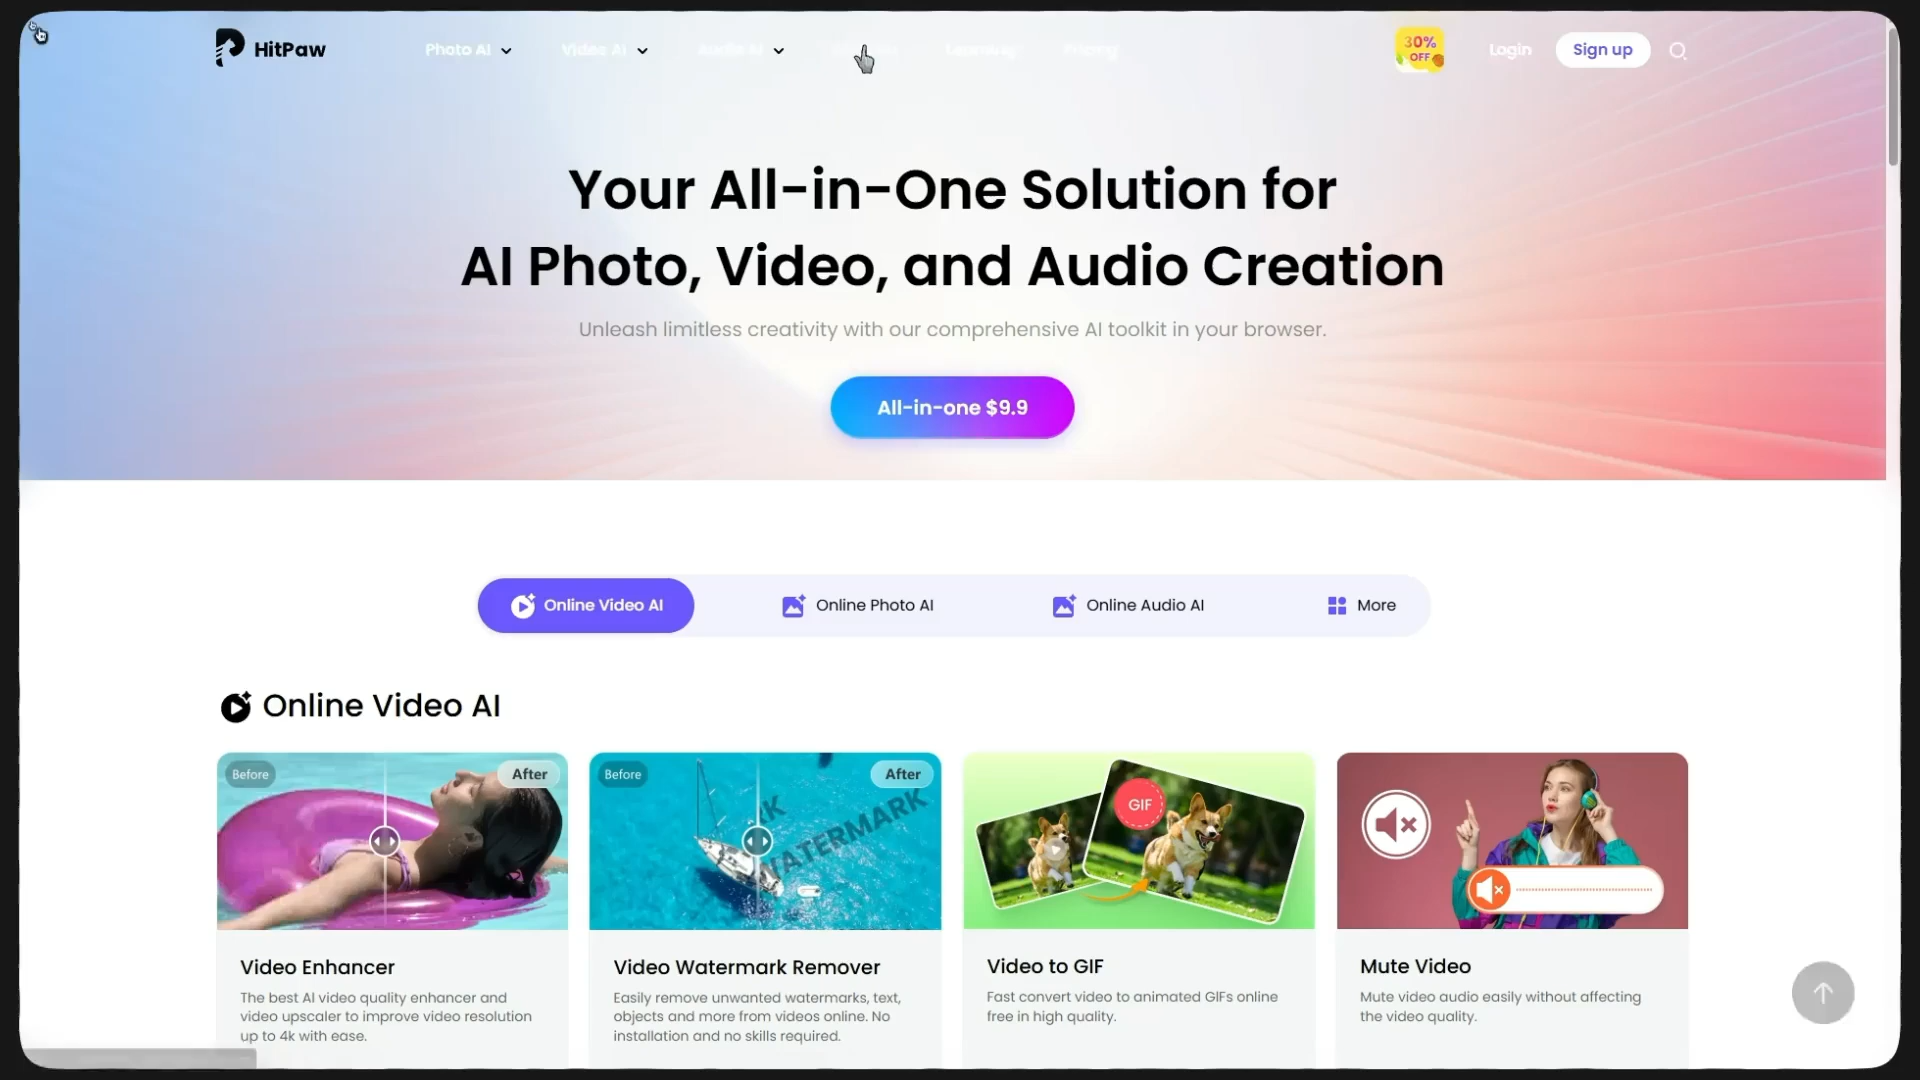 HitPaw
Photo AI
Video AI
Audio AI
Learning
Pricing
30%
OFF
Login
Sign up
Your All-in-One Solution for
AI Photo, Video, and Audio Creation
Unleash limitless creativity with our comprehensive AI toolkit in your browser.
All-in-one $9.9
Online Video AI
Online Photo AI
Online Audio AI
More
Online Video AI
Before
After
Before
After
WATERMARK
GIF
Video Enhancer
The best AI video quality enhancer and
video upscaler to improve video resolution
up to 4k with ease.
Video Watermark Remover
Easily remove unwanted watermarks, text,
objects and more from videos online. No
installation and no skills required.
Video to GIF
Fast convert video to animated GIFs online
free in high quality.
Mute Video
Mute video audio easily without affecting
the video quality.